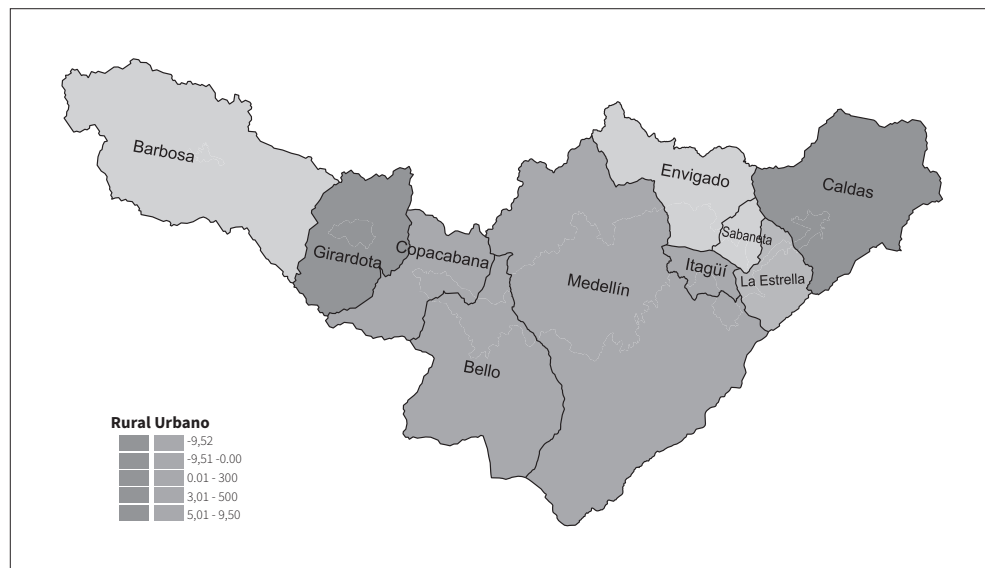 Barbosa
Envigado
Caldas
Sabaneta
Girardota
Copacabana
Itagüí
La Estrella
Medellín
Bello
Rural Urbano
-9,52
-9,51 -0.00
0.01 - 300
3,01 - 500
5,01 - 9,50